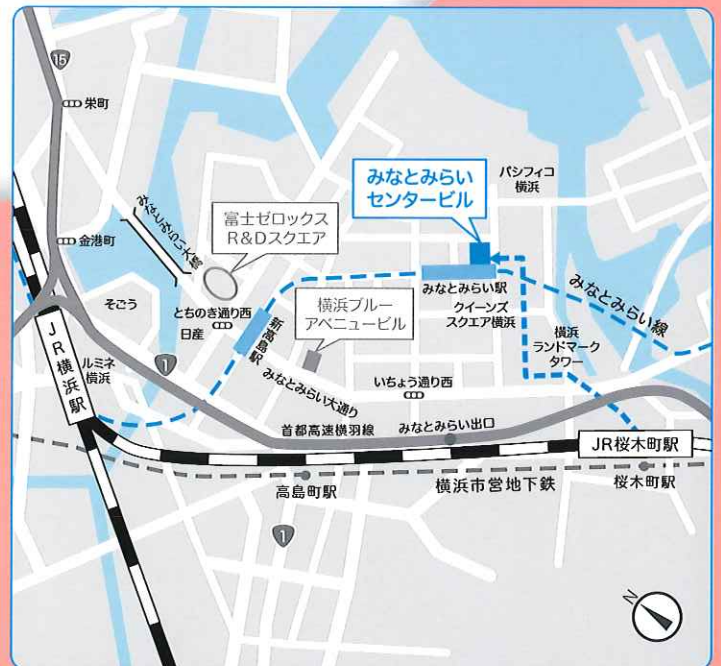 15
栄町
金港町
みなとみらい大橋
富士ゼロックス
R&Dスクエア
みなとみらい
センタービル
パシフィコ
横浜
そごう
とちのき通り西
日産
新高島駅
横浜ブルー
アベニュービル
みなとみらい駅
クイーンズ
スクエア横浜
みなとみらい線
横浜
ランドマーク
タワー
JR横浜駅
ルミネ
横浜
1
みなとみらい大通り
いちょう通り西
首都高速横羽線
みなとみらい出口
JR桜木町駅
高島町駅
横浜市営地下鉄
桜木町駅
1
N